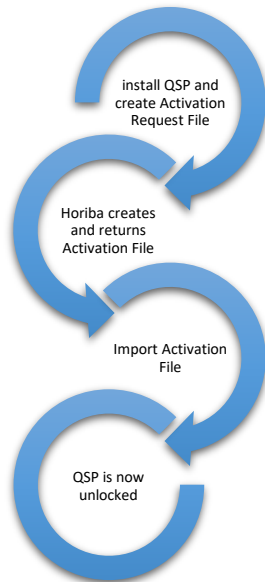 install QSP and
create Activation
Request File
Horiba creates
and returns
Activation File
Import Activation
File
QSP is now
unlocked